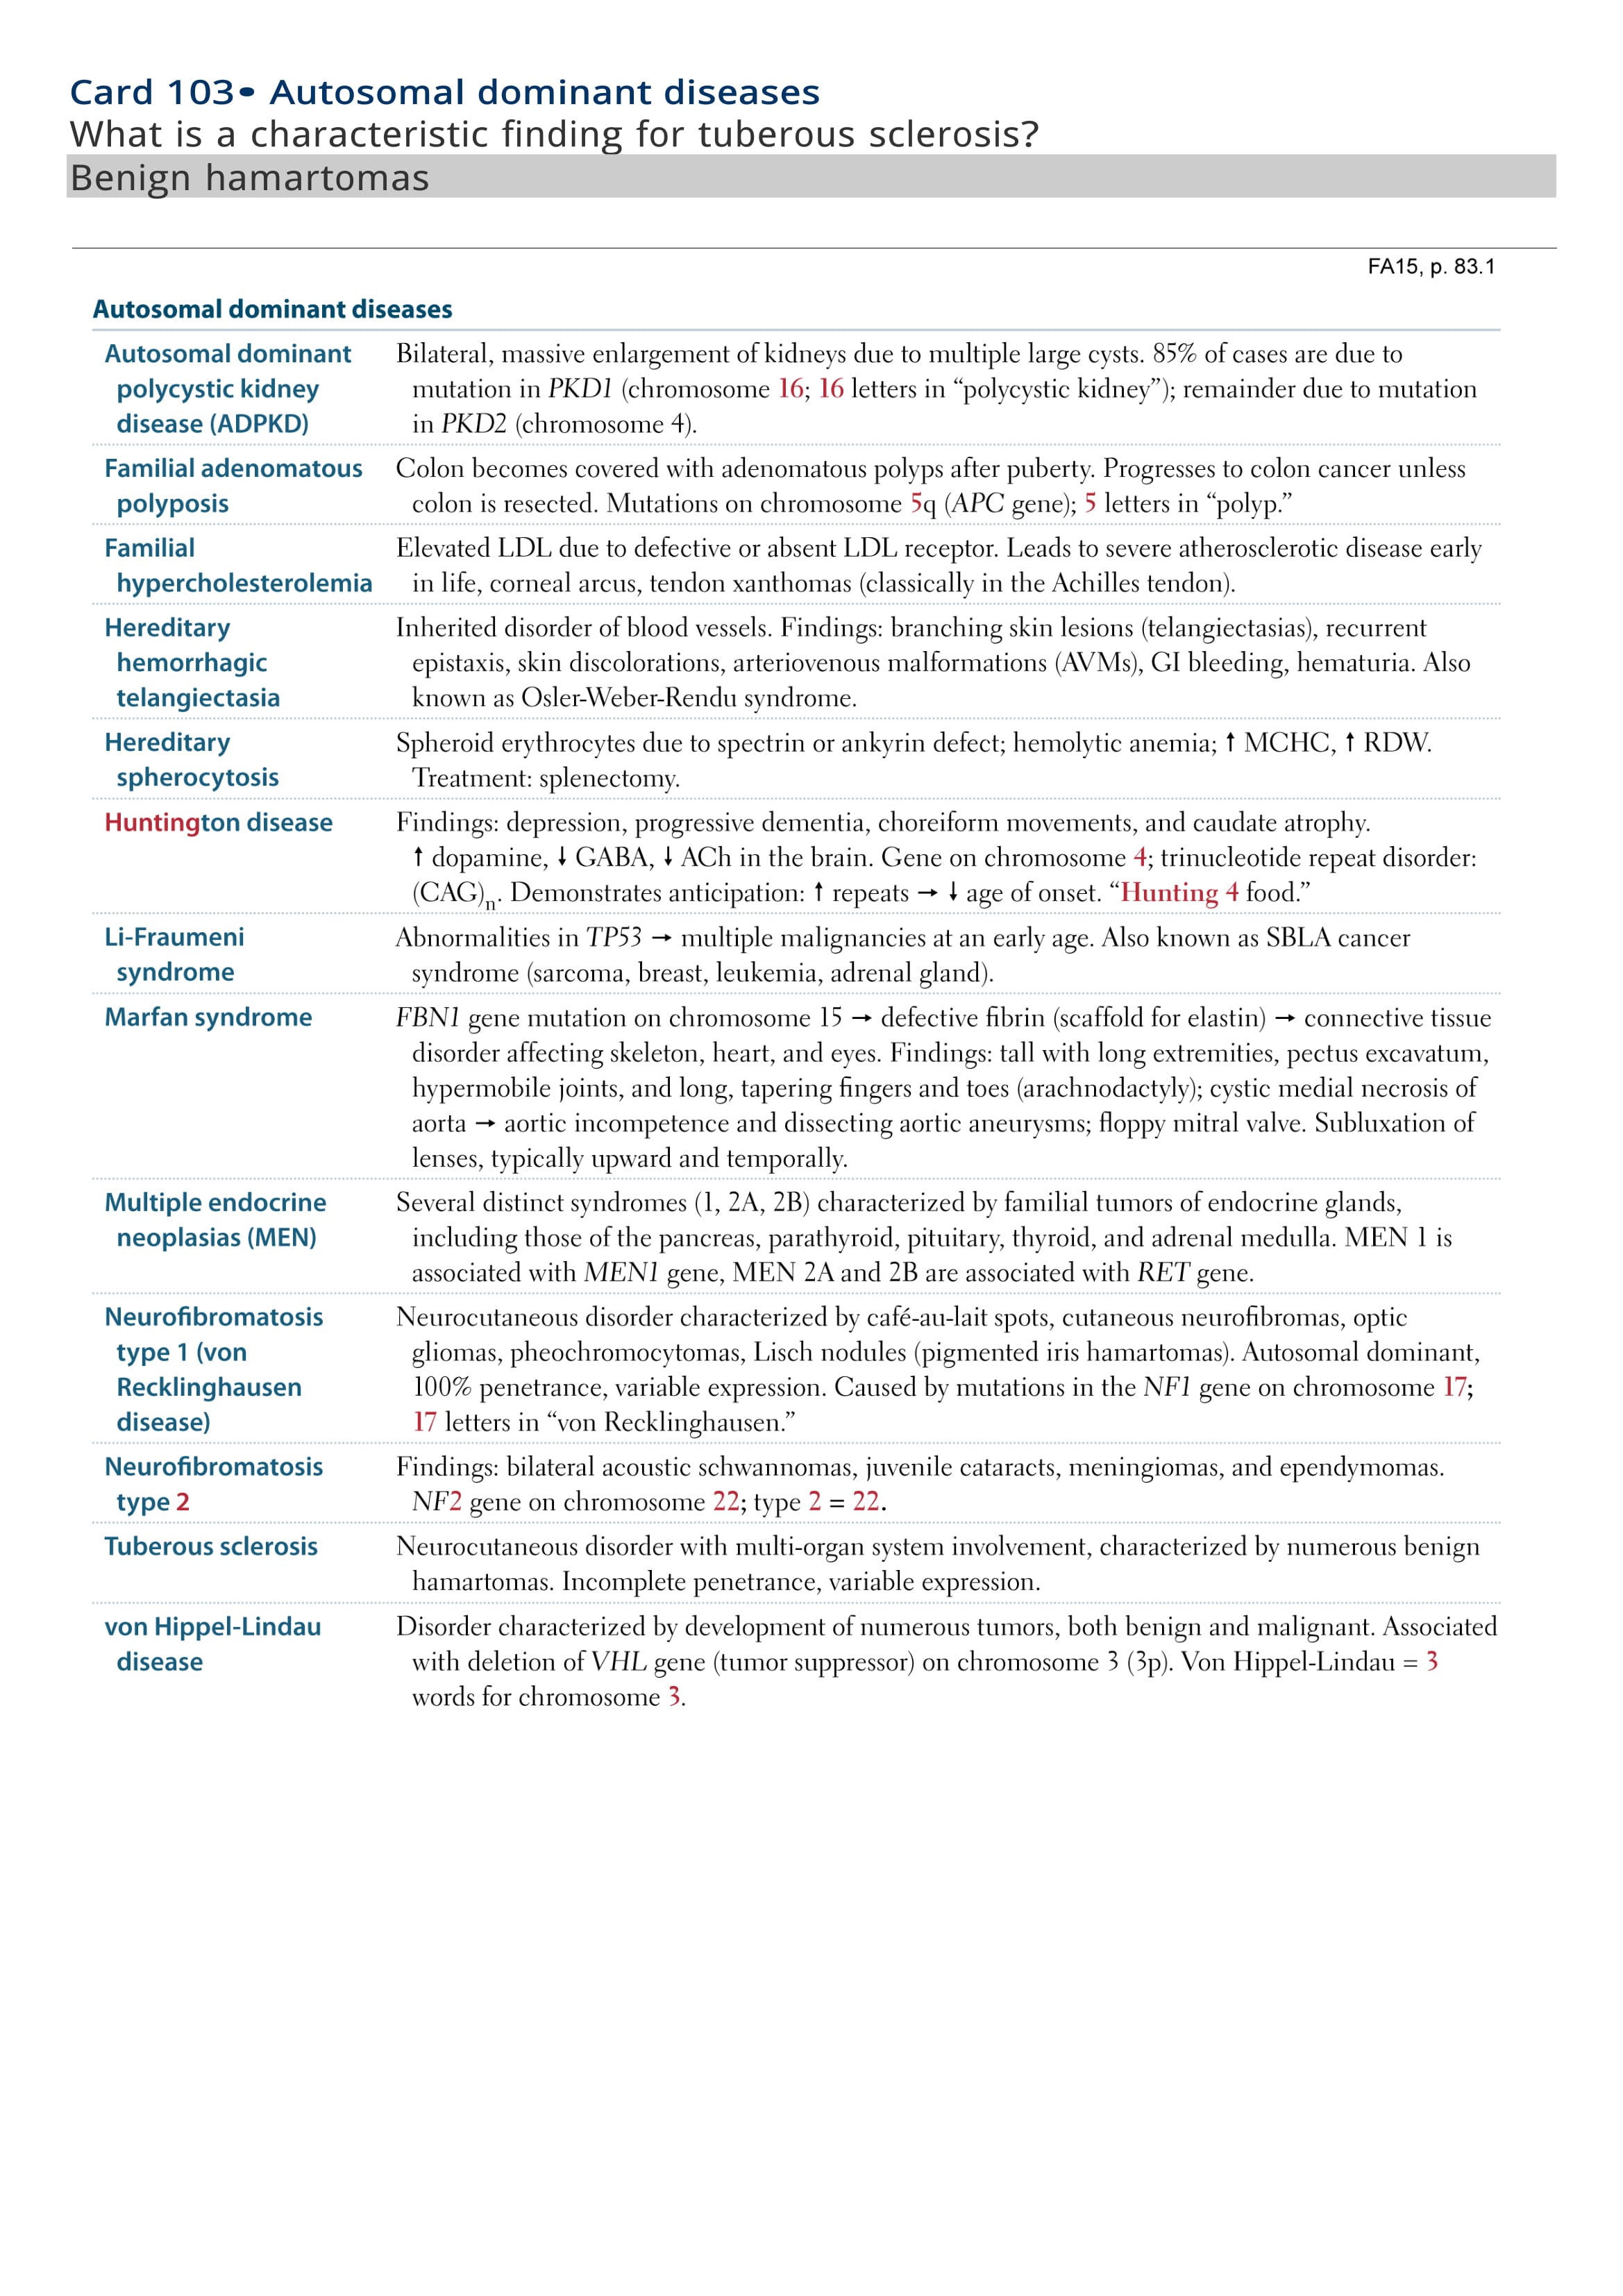 Card 103• Autosomal dominant diseases
What is a characteristic finding for tuberous sclerosis?
Benign hamartomas
FA15, p. 83.1
Autosomal dominant diseases
Autosomal dominant
polycystic kidney
disease (ADPKD)
Bilateral, massive enlargement of kidneys due to multiple large cysts. 85% of cases are due to
mutation in PKD1 (chromosome 16; 16 letters in “polycystic kidney”); remainder due to mutation
in PKD2 (chromosome 4).
Familial adenomatous
polyposis
Colon becomes covered with adenomatous polyps after puberty. Progresses to colon cancer unless
colon is resected. Mutations on chromosome 5q (APC gene); 5 letters in “polyp.”
Familial
hypercholesterolemia
Elevated LDL due to defective or absent LDL receptor. Leads to severe atherosclerotic disease early
in life, corneal arcus, tendon xanthomas (classically in the Achilles tendon).
Hereditary
hemorrhagic
telangiectasia
Inherited disorder of blood vessels. Findings: branching skin lesions (telangiectasias), recurrent
epistaxis, skin discolorations, arteriovenous malformations (AVMs), GI bleeding, hematuria. Also
known as Osler-Weber-Rendu syndrome.
Hereditary
spherocytosis
Spheroid erythrocytes due to spectrin or ankyrin defect; hemolytic anemia; ↑ MCHC, ↑ RDW.
Treatment: splenectomy.
Huntington disease
Findings: depression, progressive dementia, choreiform movements, and caudate atrophy.
↑ dopamine, ↓ GABA, ↓ ACh in the brain. Gene on chromosome 4; trinucleotide repeat disorder:
(CAG)n. Demonstrates anticipation: ↑ repeats → ↓ age of onset. “Hunting 4 food.”
Li-Fraumeni
syndrome
Abnormalities in TP53 → multiple malignancies at an early age. Also known as SBLA cancer
syndrome (sarcoma, breast, leukemia, adrenal gland).
Marfan syndrome
FBN1 gene mutation on chromosome 15 → defective fibrin (scaffold for elastin) → connective tissue
disorder affecting skeleton, heart, and eyes. Findings: tall with long extremities, pectus excavatum,
hypermobile joints, and long, tapering fingers and toes (arachnodactyly); cystic medial necrosis of
aorta → aortic incompetence and dissecting aortic aneurysms; floppy mitral valve. Subluxation of
lenses, typically upward and temporally.
Multiple endocrine
neoplasias (MEN)
Several distinct syndromes (1, 2A, 2B) characterized by familial tumors of endocrine glands,
including those of the pancreas, parathyroid, pituitary, thyroid, and adrenal medulla. MEN 1 is
associated with MEN1 gene, MEN 2A and 2B are associated with RET gene.
Neurofibromatosis
type 1 (von
Recklinghausen
disease)
Neurocutaneous disorder characterized by café-au-lait spots, cutaneous neurofibromas, optic
gliomas, pheochromocytomas, Lisch nodules (pigmented iris hamartomas). Autosomal dominant,
100% penetrance, variable expression. Caused by mutations in the NF1 gene on chromosome 17;
17 letters in “von Recklinghausen.”
Neurofibromatosis
type 2
Findings: bilateral acoustic schwannomas, juvenile cataracts, meningiomas, and ependymomas.
NF2 gene on chromosome 22; type 2 = 22.
Tuberous sclerosis
Neurocutaneous disorder with multi-organ system involvement, characterized by numerous benign
hamartomas. Incomplete penetrance, variable expression.
von Hippel-Lindau
disease
Disorder characterized by development of numerous tumors, both benign and malignant. Associated
with deletion of VHL gene (tumor suppressor) on chromosome 3 (3p). Von Hippel-Lindau = 3
words for chromosome 3.